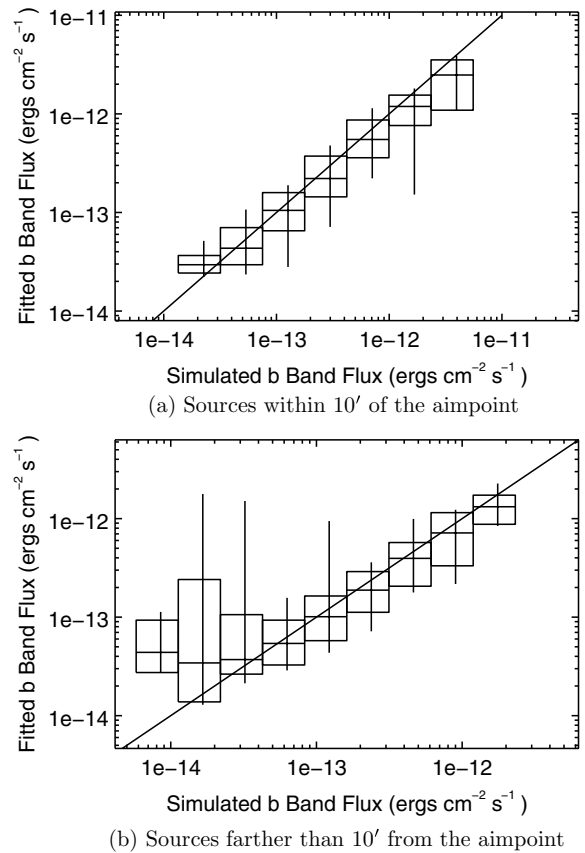 1e−11
1e−12
1e−13
1e−14
Fitted b Band Flux (ergs cm⁻² s⁻¹ )
1e−14 1e−13 1e−12 1e−11
Simulated b Band Flux (ergs cm⁻² s⁻¹ )
(a) Sources within 10′ of the aimpoint
1e−12
1e−13
1e−14
Fitted b Band Flux (ergs cm⁻² s⁻¹ )
1e−14 1e−13 1e−12
Simulated b Band Flux (ergs cm⁻² s⁻¹ )
(b) Sources farther than 10′ from the aimpoint